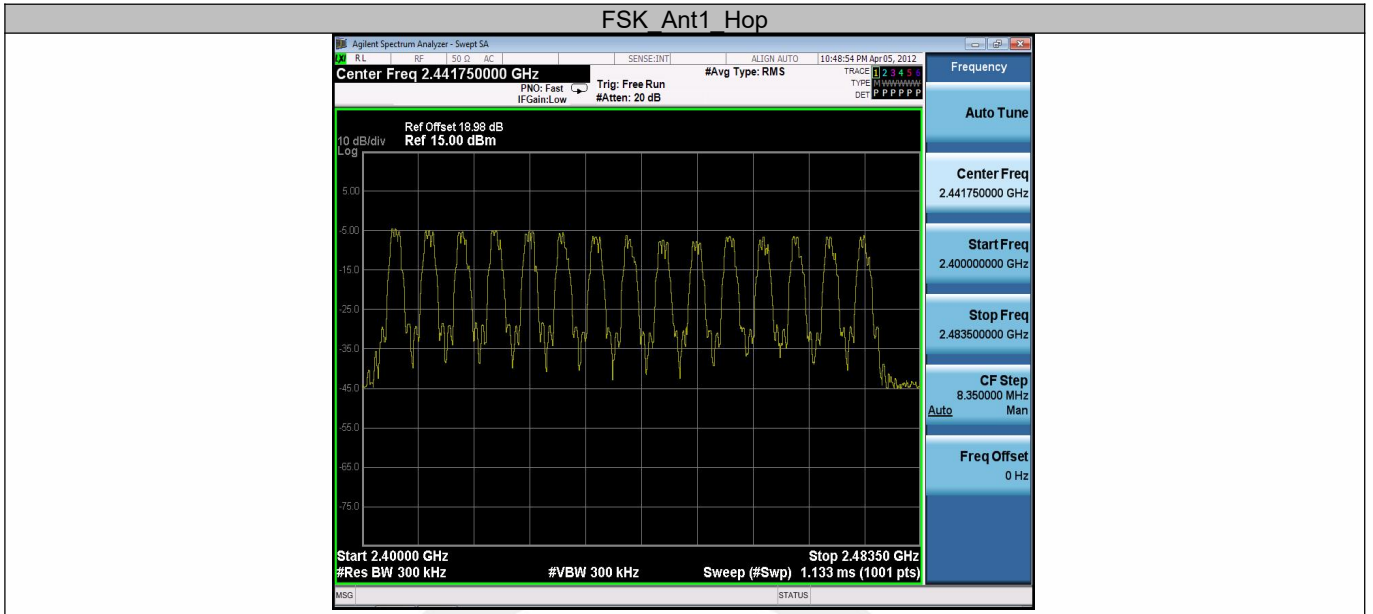 FSK_Ant1_Hop
Agilent Spectrum Analyzer - Swept SA
LXI RL RF 50 Ω AC SENSE:INT ALIGN AUTO 10:48:54 PM Apr 05, 2012
Center Freq 2.441750000 GHz
PNO: Fast
IFGain:Low
Trig: Free Run
#Atten: 20 dB
#Avg Type: RMS
TRACE 1 2 3 4 5 6
TYPE M WWWWW
DET P P P P P P
Ref Offset 18.98 dB
10 dB/div Ref 15.00 dBm
Log
5.00
-5.00
-15.0
-25.0
-35.0
-45.0
-55.0
-65.0
-75.0
Start 2.40000 GHz Stop 2.48350 GHz
#Res BW 300 kHz #VBW 300 kHz Sweep (#Swp) 1.133 ms (1001 pts)
MSG STATUS
Frequency
Auto Tune
Center Freq
2.441750000 GHz
Start Freq
2.400000000 GHz
Stop Freq
2.483500000 GHz
CF Step
8.350000 MHz
Auto Man
Freq Offset
0 Hz